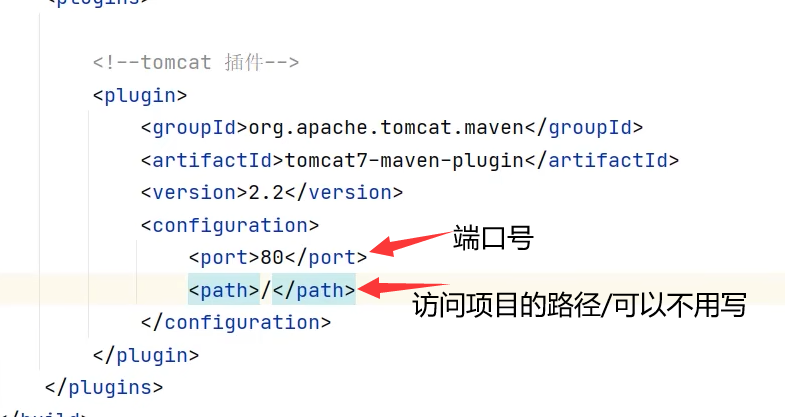 <plugins>
<!--tomcat 插件-->
<plugin>
<groupId>org.apache.tomcat.maven</groupId>
<artifactId>tomcat7-maven-plugin</artifactId>
<version>2.2</version>
<configuration>
<port>80</port> 端口号
<path>/</path> 访问项目的路径/可以不用写
</configuration>
</plugin>
</plugins>
</build>